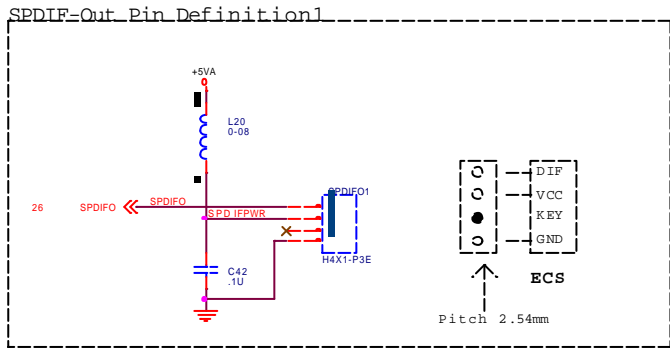 SPDIF-Out Pin Definition1
+5VA
L20
0-08
26 SPDIFO SPDIFO
SPDIFPWR
SPDIFO1
H4X1-P3E
C42
.1U
DIF
VCC
KEY
GND
ECS
Pitch 2.54mm